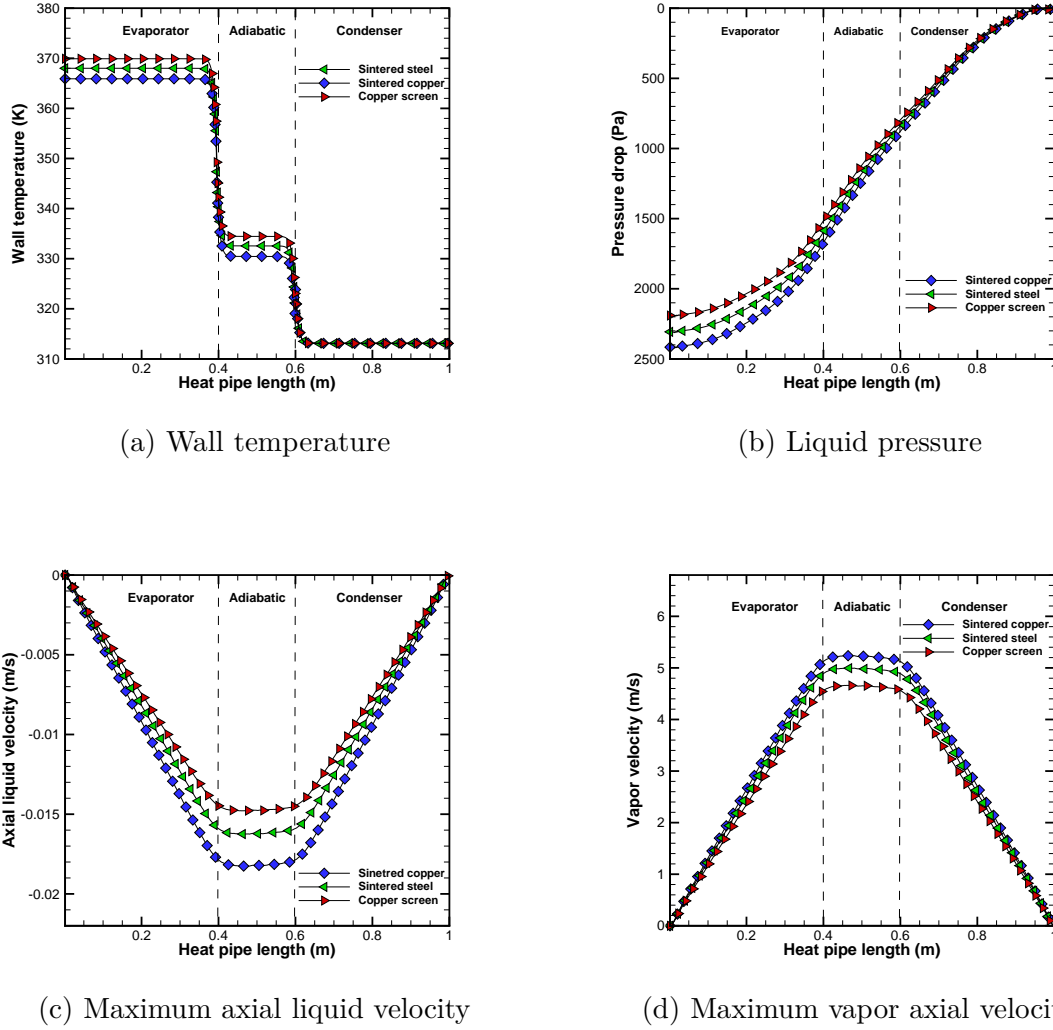 380
370
360
350
340
330
320
310
Wall temperature (K)
Evaporator Adiabatic Condenser
Sintered steel
Sintered copper
Copper screen
0.2 0.4 0.6 0.8 1
Heat pipe length (m)
(a) Wall temperature
0
500
1000
1500
2000
2500
Pressure drop (Pa)
Evaporator Adiabatic Condenser
Sintered copper
Sintered steel
Copper screen
0.2 0.4 0.6 0.8 1
Heat pipe length (m)
(b) Liquid pressure
0
-0.005
-0.01
-0.015
-0.02
Axial liquid velocity (m/s)
Evaporator Adiabatic Condenser
Sinetred copper
Sintered steel
Copper screen
0.2 0.4 0.6 0.8 1
Heat pipe length (m)
(c) Maximum axial liquid velocity
6
5
4
3
2
1
0
Vapor velocity (m/s)
Evaporator Adiabatic Condenser
Sintered copper
Sintered steel
Copper screen
0.2 0.4 0.6 0.8 1
Heat pipe length (m)
(d) Maximum vapor axial velocit